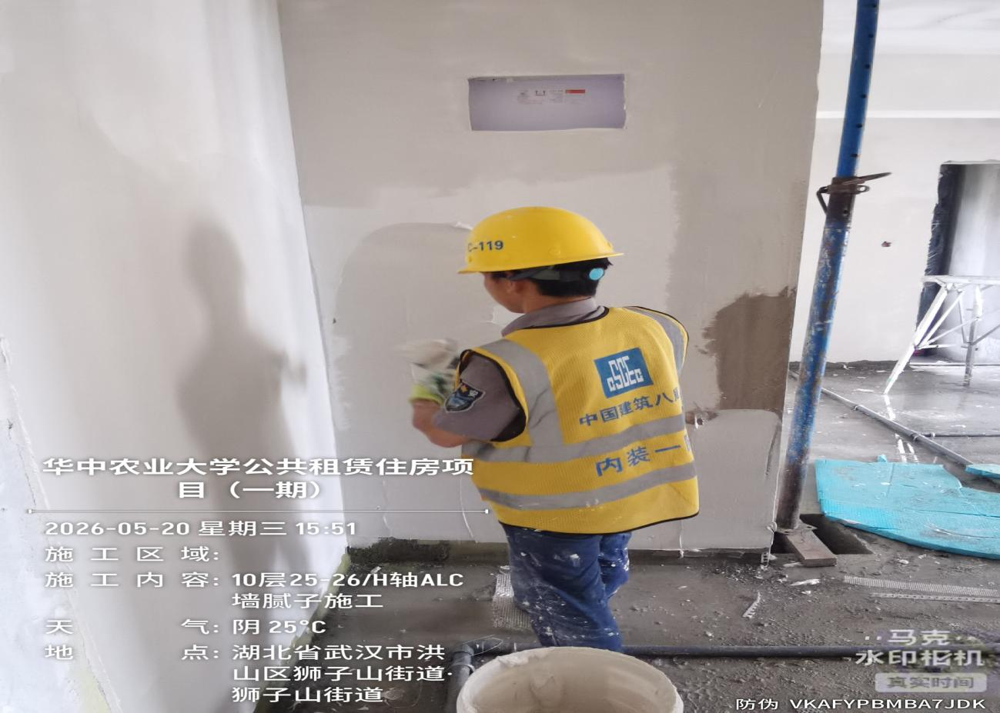 C-119
CSCEC
中国建筑八局
内装一
华中农业大学公共租赁住房项
目（一期）
2026-05-20 星期三 15:51
施工区域:
施工内容: 10层25-26/H轴ALC
墙腻子施工
天气: 阴 25℃
地点: 湖北省武汉市洪
山区狮子山街道·
狮子山街道
马克
水印相机
真实时间
防伪 VKAFYPBMBA7JDK